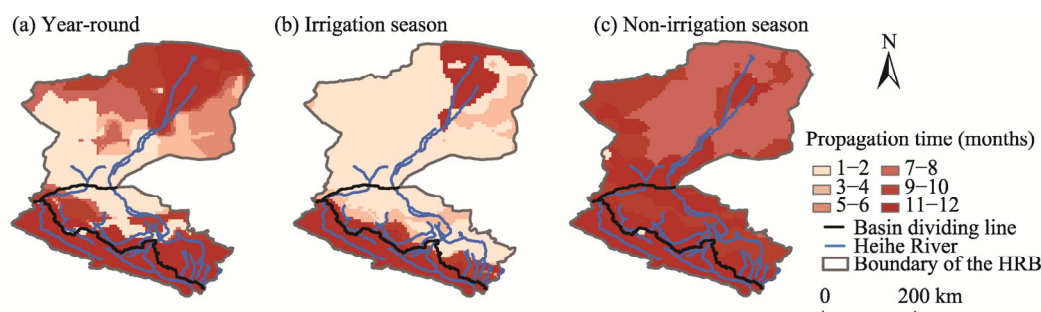 (a) Year-round
(b) Irrigation season
(c) Non-irrigation season
N
Propagation time (months)
1−2 7−8
3−4 9−10
5−6 11−12
Basin dividing line
Heihe River
Boundary of the HRB
0 200 km